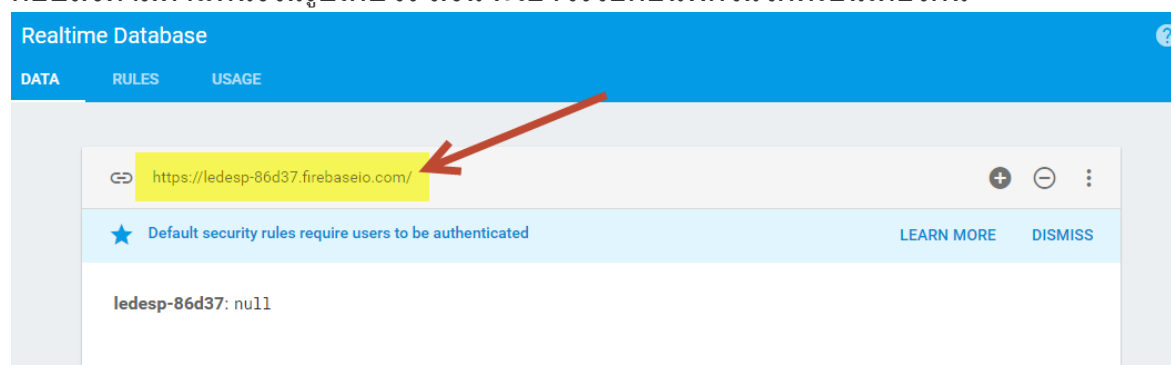 Realtime Database
DATA RULES USAGE
https://ledesp-86d37.firebaseio.com/
Default security rules require users to be authenticated LEARN MORE DISMISS
ledesp-86d37: null